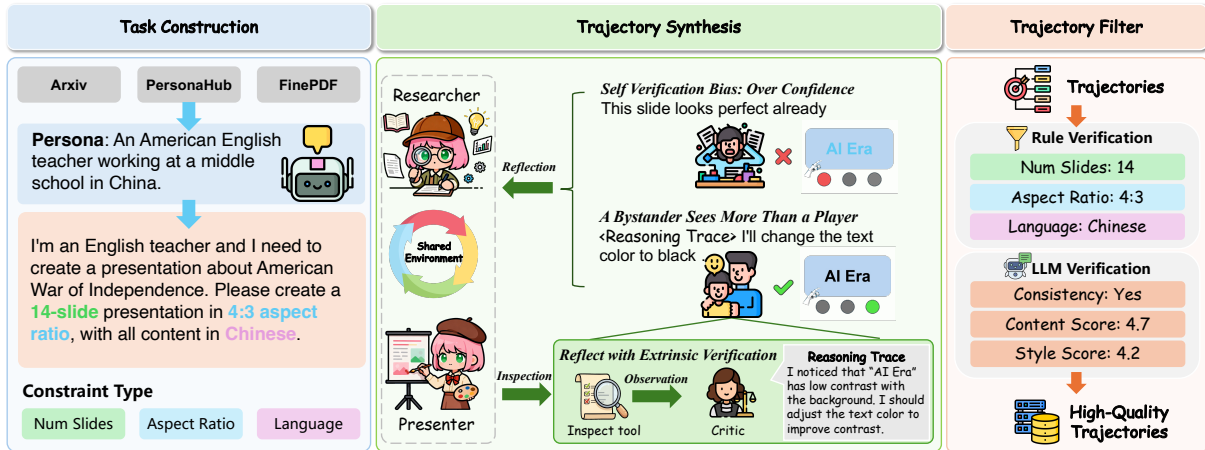 Task Construction
Arxiv
PersonaHub
FinePDF
Persona: An American English
teacher working at a middle
school in China.
I'm an English teacher and I need to
create a presentation about American
War of Independence. Please create a
14-slide presentation in 4:3 aspect
ratio, with all content in Chinese.
Constraint Type
Num Slides
Aspect Ratio
Language
Trajectory Synthesis
Researcher
Shared
Environment
Presenter
Reflection
Inspection
Self Verification Bias: Over Confidence
This slide looks perfect already
AI Era
A Bystander Sees More Than a Player
<Reasoning Trace> I'll change the text
color to black
AI Era
Reflect with Extrinsic Verification
Observation
Inspect tool
Critic
Reasoning Trace
I noticed that “AI Era”
has low contrast with
the background. I should
adjust the text color to
improve contrast.
Trajectory Filter
Trajectories
Rule Verification
Num Slides: 14
Aspect Ratio: 4:3
Language: Chinese
LLM Verification
Consistency: Yes
Content Score: 4.7
Style Score: 4.2
High-Quality
Trajectories